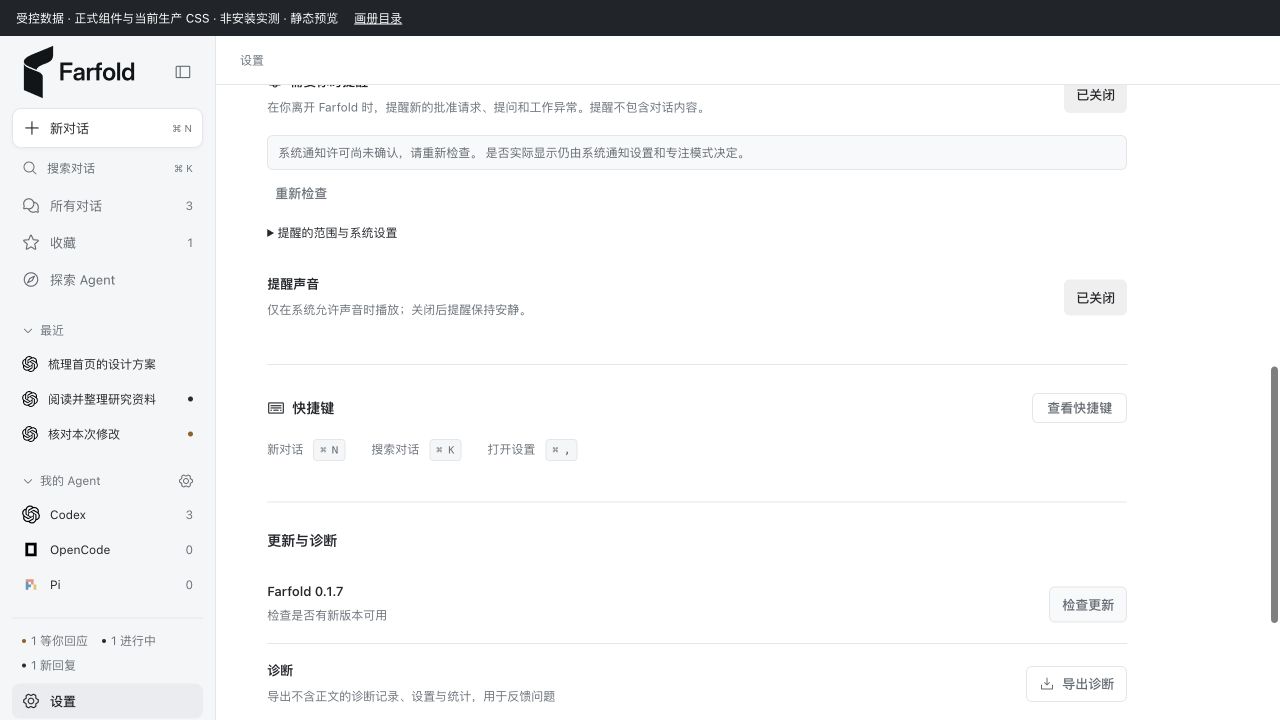 受控数据 · 正式组件与当前生产 CSS · 非安装实测 · 静态预览 画册目录
Farfold
新对话 ⌘ N
搜索对话 ⌘ K
所有对话 3
收藏 1
探索 Agent
最近
梳理首页的设计方案
阅读并整理研究资料
核对本次修改
我的 Agent
Codex 3
OpenCode 0
Pi 0
1 等你回应 1 进行中
1 新回复
设置
设置
在你离开 Farfold 时，提醒新的批准请求、提问和工作异常。提醒不包含对话内容。
已关闭
系统通知许可尚未确认，请重新检查。 是否实际显示仍由系统通知设置和专注模式决定。
重新检查
提醒的范围与系统设置
提醒声音
仅在系统允许声音时播放；关闭后提醒保持安静。
已关闭
快捷键
查看快捷键
新对话 ⌘ N 搜索对话 ⌘ K 打开设置 ⌘ ,
更新与诊断
Farfold 0.1.7
检查是否有新版本可用
检查更新
诊断
导出不含正文的诊断记录、设置与统计，用于反馈问题
导出诊断